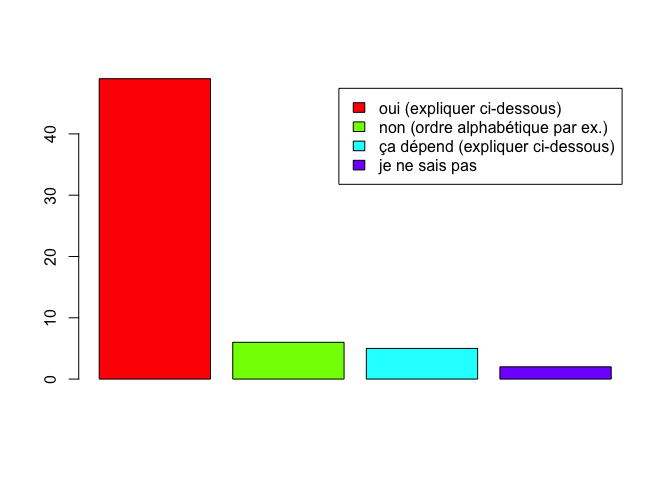 oui (expliquer ci-dessous)
non (ordre alphabétique par ex.)
ça dépend (expliquer ci-dessous)
je ne sais pas
40
30
20
10
0